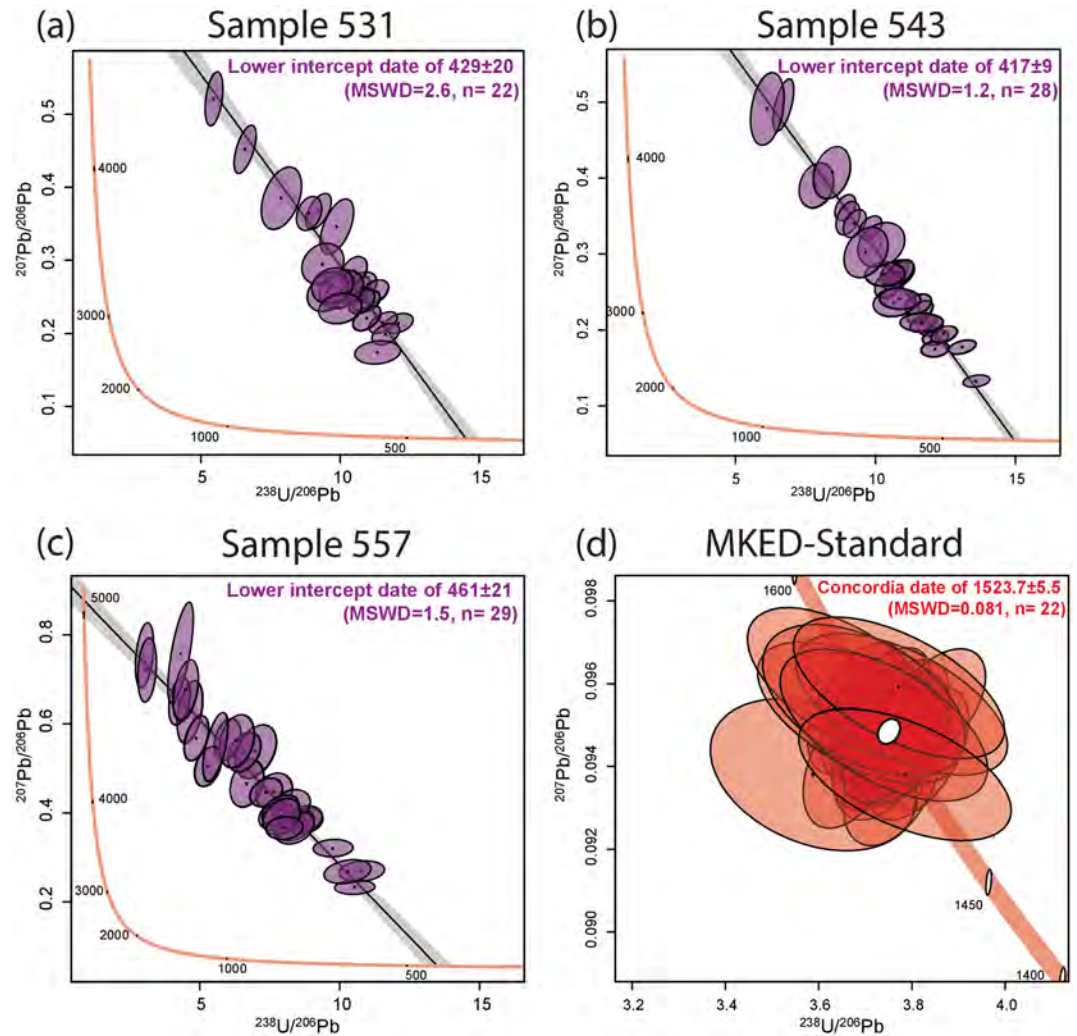 (a) Sample 531
Lower intercept date of 429±20
(MSWD=2.6, n= 22)
²⁰⁷Pb/²⁰⁶Pb
0.5
0.4
0.3
0.2
0.1
4000
3000
2000
1000
500
5 10 15
²³⁸U/²⁰⁶Pb
(b) Sample 543
Lower intercept date of 417±9
(MSWD=1.2, n= 28)
²⁰⁷Pb/²⁰⁶Pb
0.5
0.4
0.3
0.2
0.1
4000
3000
2000
1000
500
5 10 15
²³⁸U/²⁰⁶Pb
(c) Sample 557
Lower intercept date of 461±21
(MSWD=1.5, n= 29)
²⁰⁷Pb/²⁰⁶Pb
0.8
0.6
0.4
0.2
5000
4000
3000
2000
1000
500
5 10 15
²³⁸U/²⁰⁶Pb
(d) MKED-Standard
Concordia date of 1523.7±5.5
(MSWD=0.081, n= 22)
²⁰⁷Pb/²⁰⁶Pb
0.098
0.096
0.094
0.092
0.090
1600
1450
1400
3.2 3.4 3.6 3.8 4.0
²³⁸U/²⁰⁶Pb